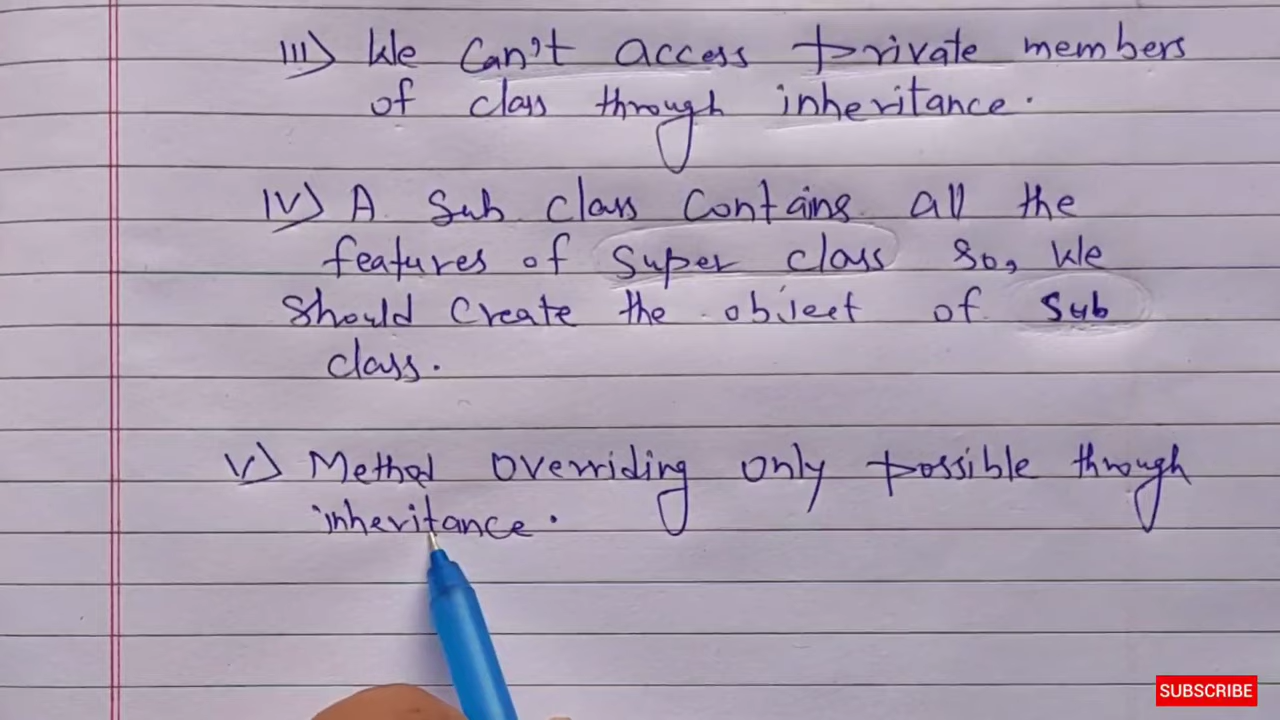 III) We can't access private members
of class through inheritance.
IV) A Sub class contains all the
features of super class so, we
should create the object of sub
class.
V) Method overriding only possible through
inheritance.
SUBSCRIBE